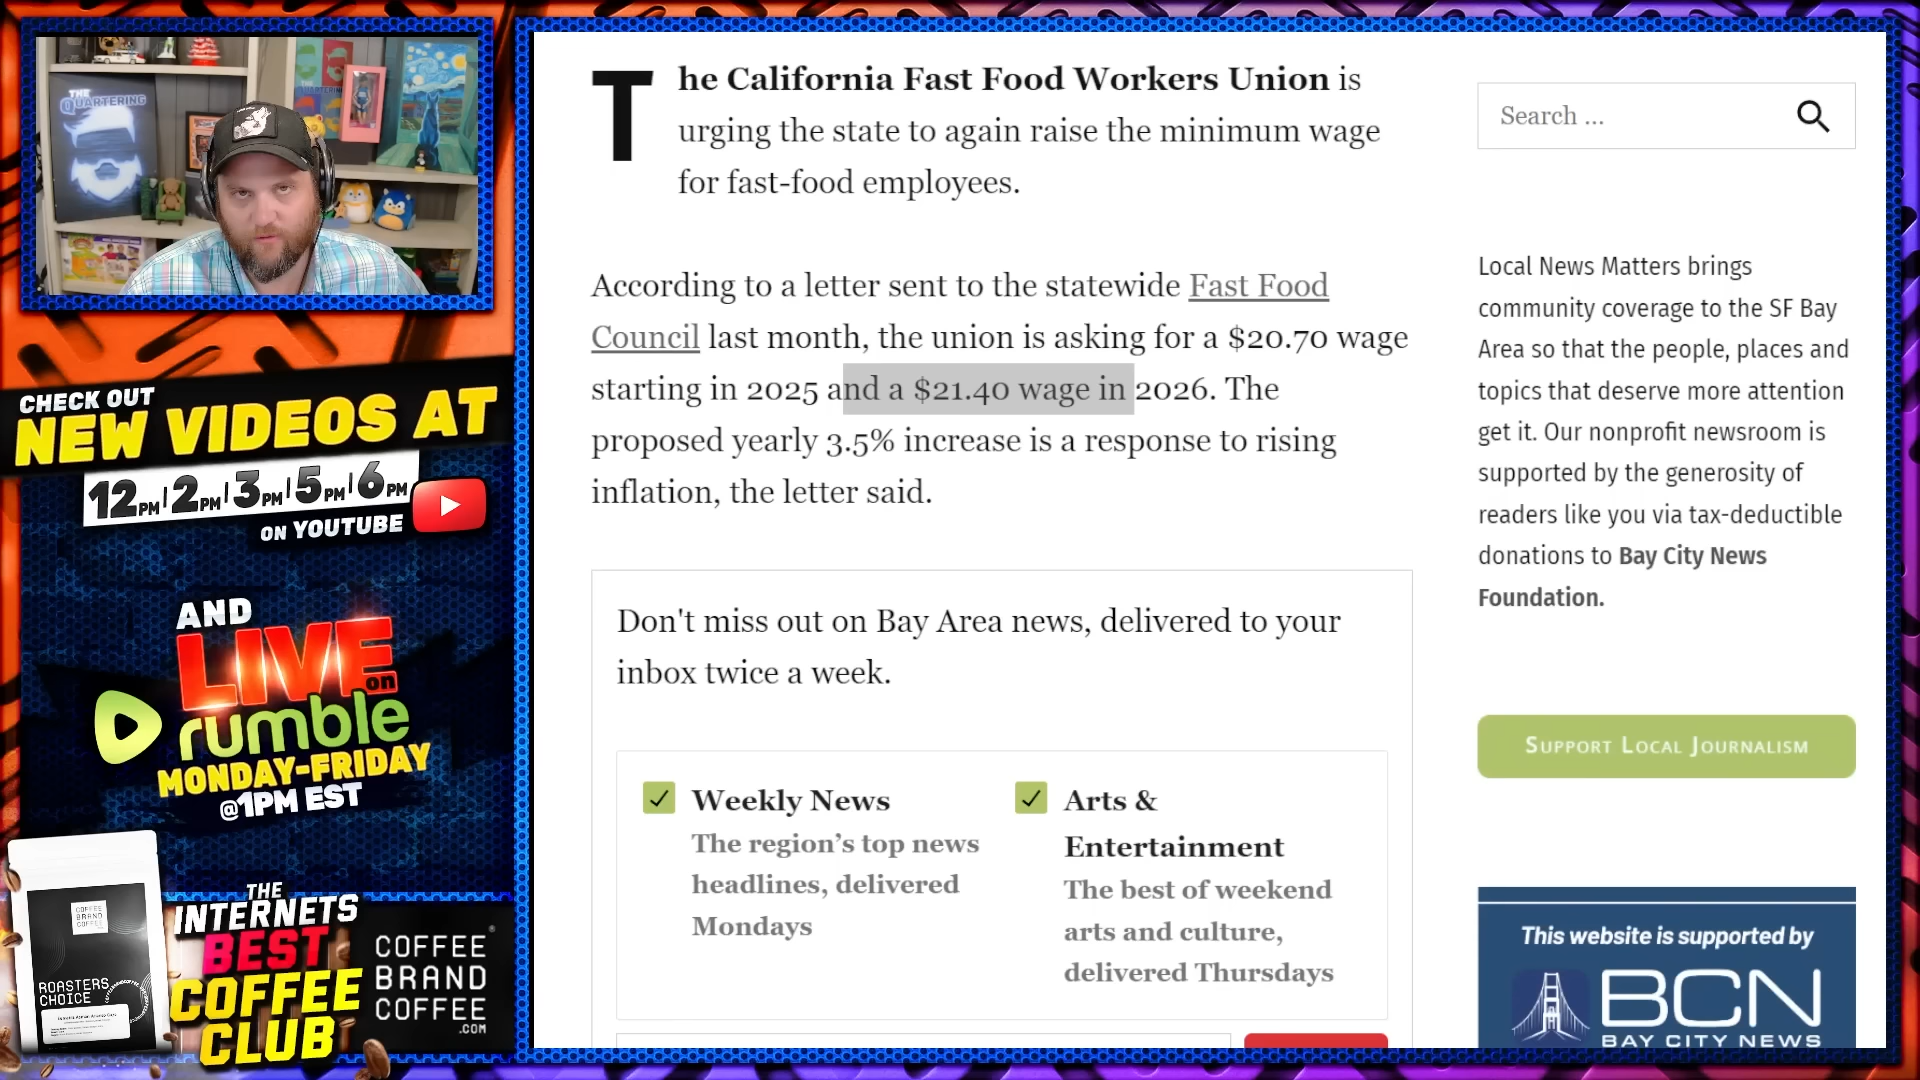 THE
QUARTERING
CHECK OUT
NEW VIDEOS AT
12PM | 2PM | 3PM | 5PM | 6PM
ON YOUTUBE
AND
LIVE
on
rumble
MONDAY-FRIDAY
@1PM EST
COFFEE
BRAND
COFFEE
ROASTERS
CHOICE
THE
INTERNETS
BEST
COFFEE
CLUB
COFFEE
BRAND
COFFEE
.COM
The California Fast Food Workers Union is
urging the state to again raise the minimum wage
for fast-food employees.
According to a letter sent to the statewide Fast Food
Council last month, the union is asking for a $20.70 wage
starting in 2025 and a $21.40 wage in 2026. The
proposed yearly 3.5% increase is a response to rising
inflation, the letter said.
Don't miss out on Bay Area news, delivered to your
inbox twice a week.
Weekly News
The region’s top news
headlines, delivered
Mondays
Arts &
Entertainment
The best of weekend
arts and culture,
delivered Thursdays
Search ...
Local News Matters brings
community coverage to the SF Bay
Area so that the people, places and
topics that deserve more attention
get it. Our nonprofit newsroom is
supported by the generosity of
readers like you via tax-deductible
donations to Bay City News
Foundation.
Support Local Journalism
This website is supported by
BCN
BAY CITY NEWS